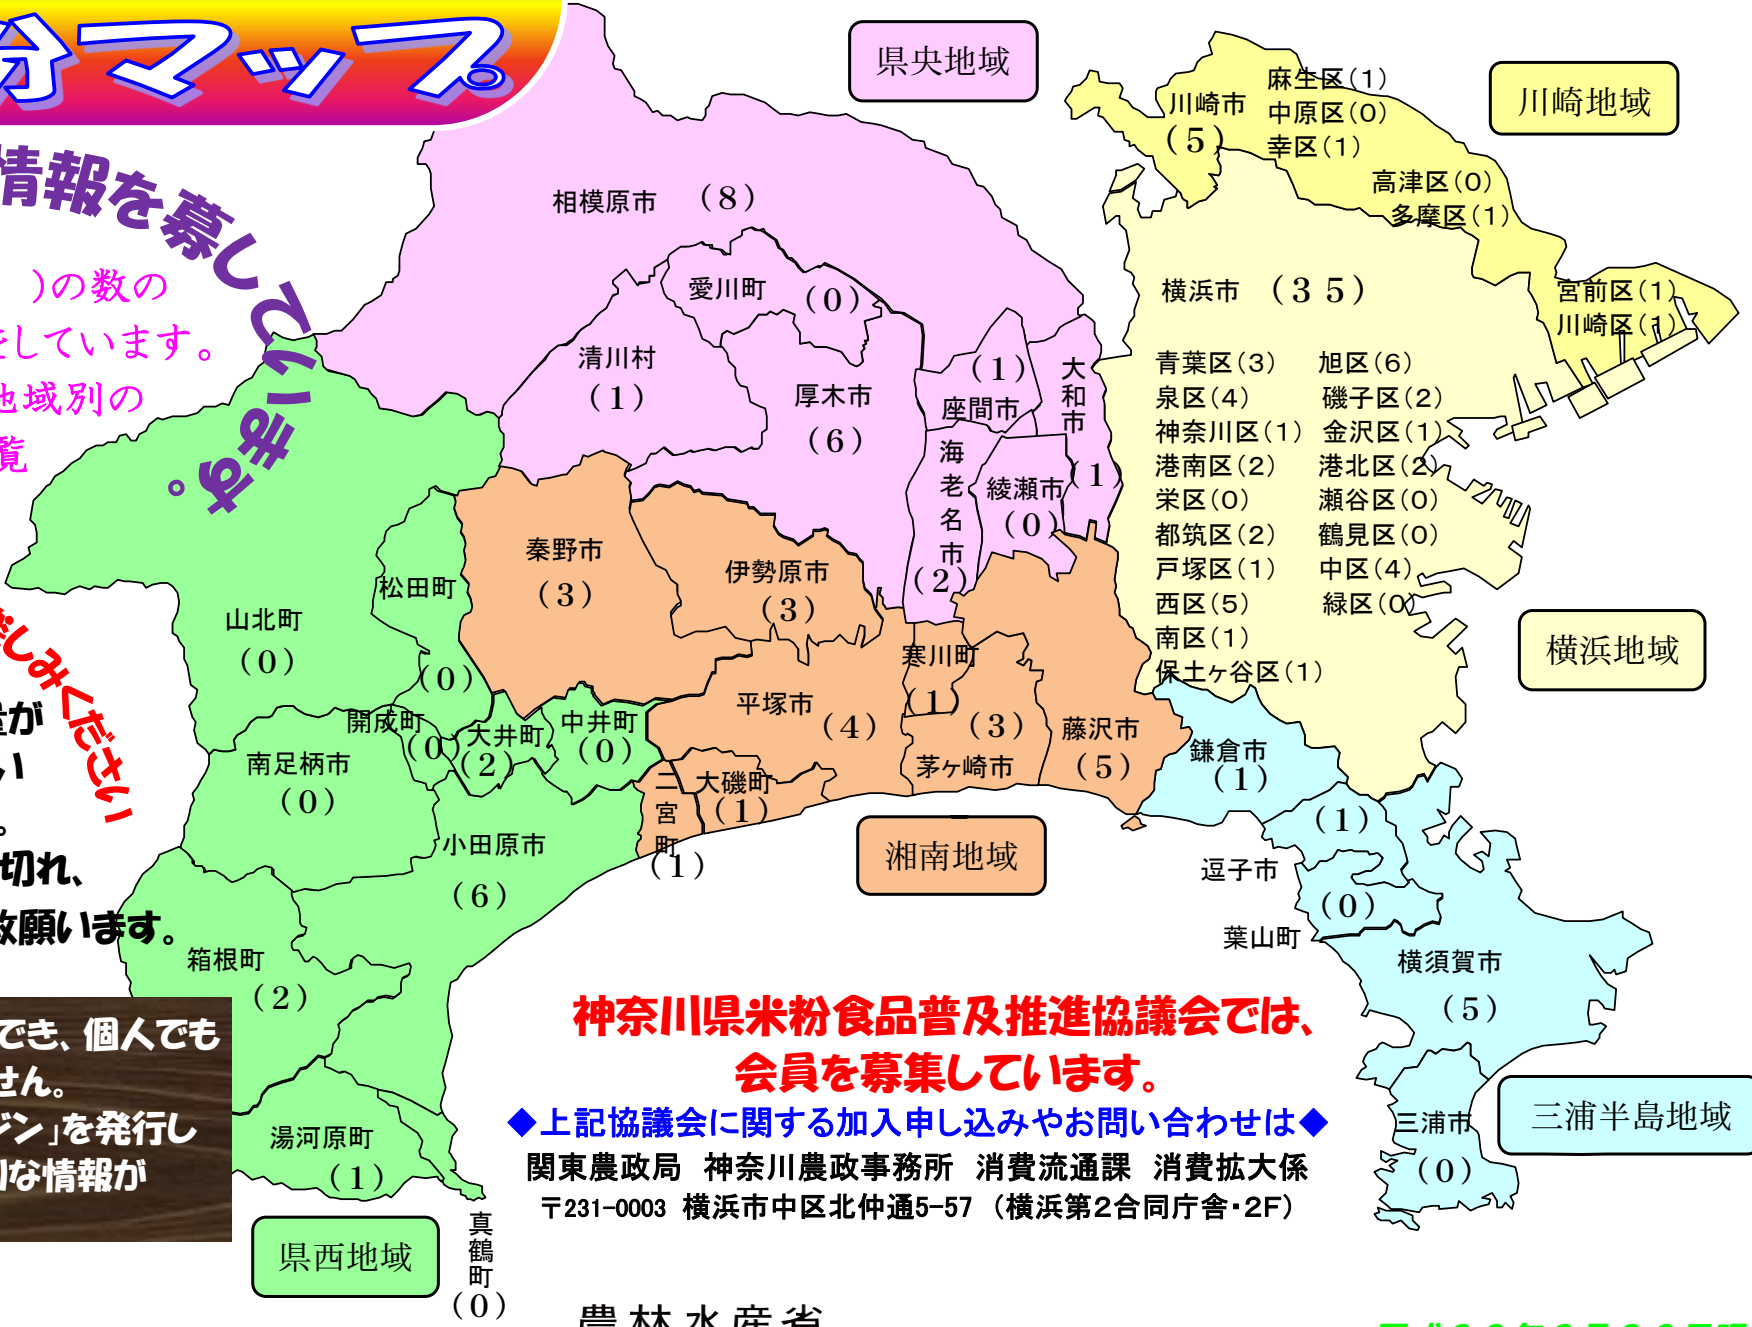 分マップ
情報を募しています。
)の数の
をしています。
地域別の
覧
楽しみください
量が
い
。
切れ、
赦願います。
でき、個人でも
せん。
ジン」を発行し
な情報が
県央地域
川崎地域
横浜地域
湘南地域
三浦半島地域
県西地域
川崎市
(5)
麻生区(1)
中原区(0)
幸区(1)
高津区(0)
多摩区(1)
宮前区(1)
川崎区(1)
相模原市 (8)
愛川町 (0)
清川村
(1)
厚木市
(6)
(1)
座間市
大和市
(1)
海老名市
(2)
綾瀬市
(0)
横浜市 (35)
青葉区(3) 旭区(6)
泉区(4) 磯子区(2)
神奈川区(1) 金沢区(1)
港南区(2) 港北区(2)
栄区(0) 瀬谷区(0)
都筑区(2) 鶴見区(0)
戸塚区(1) 中区(4)
西区(5) 緑区(0)
南区(1)
保土ヶ谷区(1)
秦野市
(3)
伊勢原市
(3)
平塚市
(4)
寒川町
(1)
(3)
茅ヶ崎市
藤沢市
(5)
大磯町
(1)
二宮町
(1)
松田町
(0)
山北町
(0)
開成町
(0)
大井町
(2)
中井町
(0)
南足柄市
(0)
小田原市
(6)
箱根町
(2)
湯河原町
(1)
真鶴町
(0)
鎌倉市
(1)
(1)
逗子市
(0)
葉山町
横須賀市
(5)
三浦市
(0)
神奈川県米粉食品普及推進協議会では、
会員を募集しています。
◆上記協議会に関する加入申し込みやお問い合わせは◆
関東農政局 神奈川農政事務所 消費流通課 消費拡大係
〒231-0003 横浜市中区北仲通5-57 (横浜第2合同庁舎・2F)
農林水産省